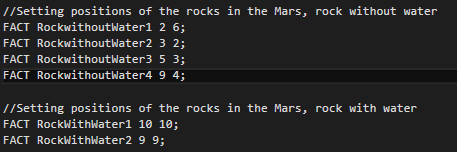 //Setting positions of the rocks in the Mars, rock without water
FACT RockwithoutWater1 2 6;
FACT RockwithoutWater2 3 2;
FACT RockwithoutWater3 5 3;
FACT RockwithoutWater4 9 4;
//Setting positions of the rocks in the Mars, rock with water
FACT RockWithWater1 10 10;
FACT RockWithWater2 9 9;